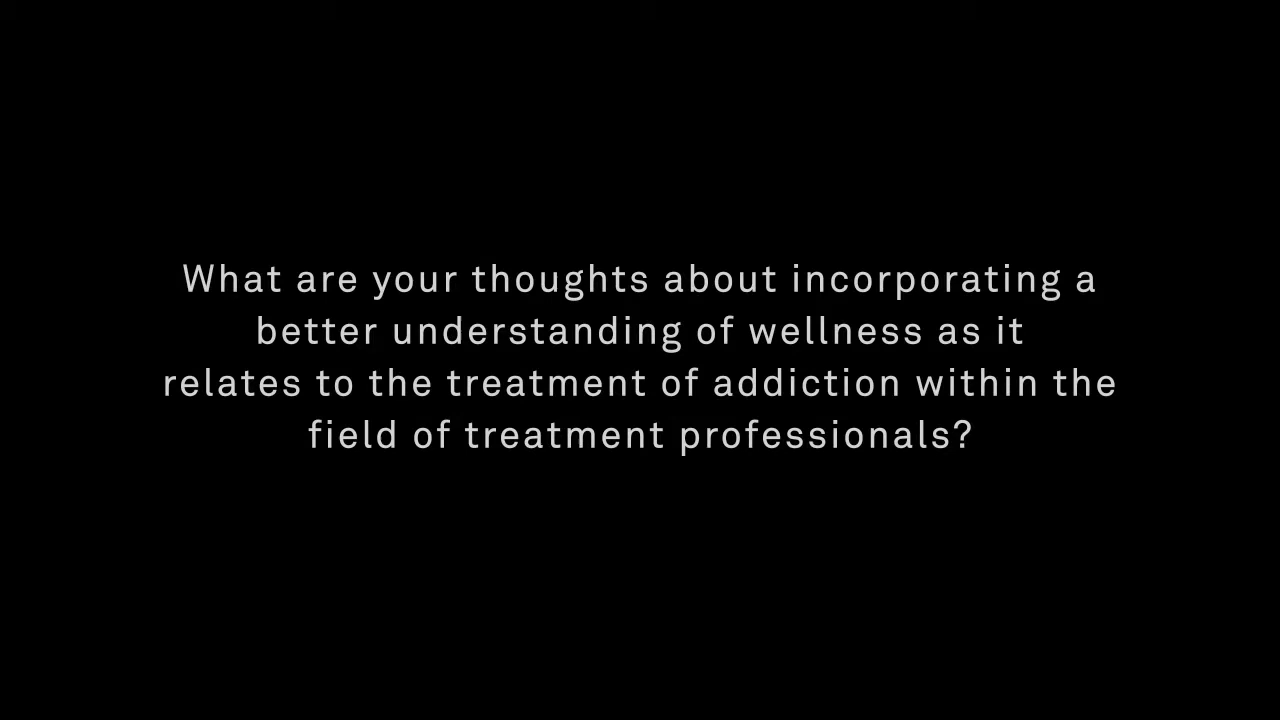 What are your thoughts about incorporating a
better understanding of wellness as it
relates to the treatment of addiction within the
field of treatment professionals?